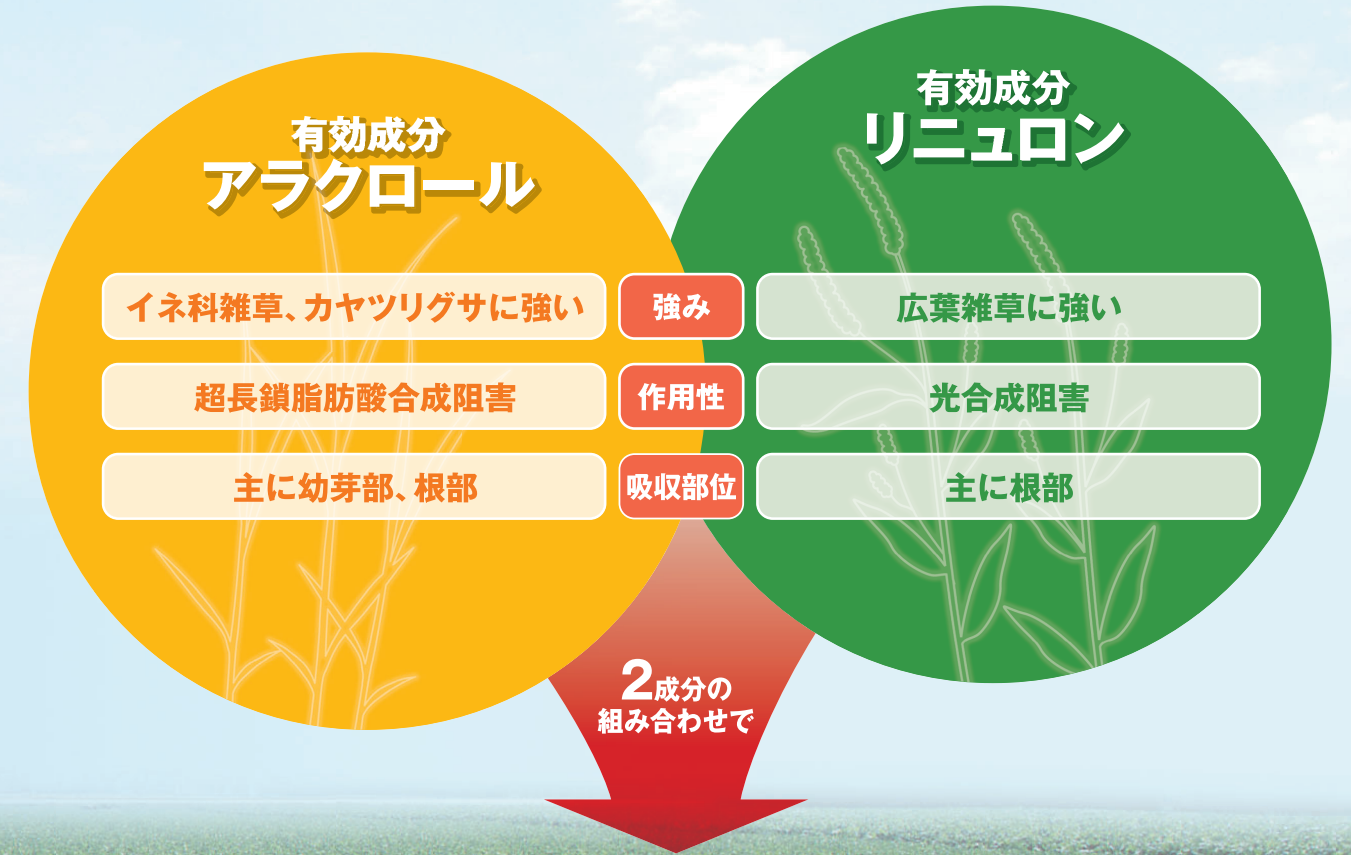 有効成分
アラクロール
有効成分
リニュロン
イネ科雑草、カヤツリグサに強い
強み
広葉雑草に強い
超長鎖脂肪酸合成阻害
作用性
光合成阻害
主に幼芽部、根部
吸収部位
主に根部
2成分の
組み合わせで